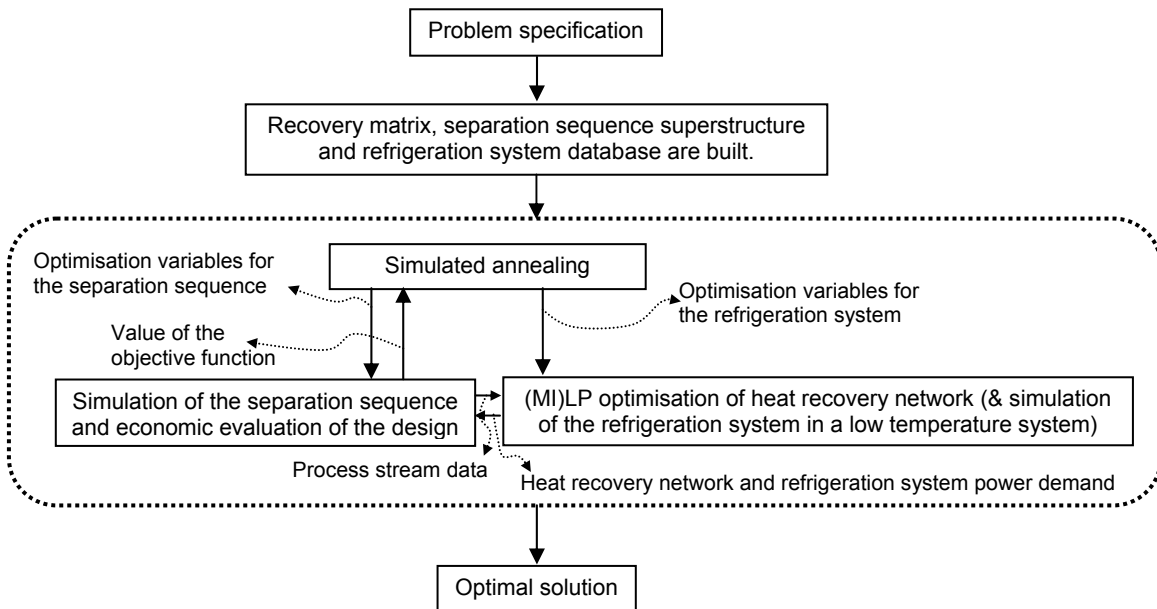 Problem specification
Recovery matrix, separation sequence superstructure
and refrigeration system database are built.
Simulated annealing
Optimisation variables for
the separation sequence
Optimisation variables for
the refrigeration system
Value of the
objective function
Simulation of the separation sequence
and economic evaluation of the design
(MI)LP optimisation of heat recovery network (& simulation
of the refrigeration system in a low temperature system)
Process stream data
Heat recovery network and refrigeration system power demand
Optimal solution